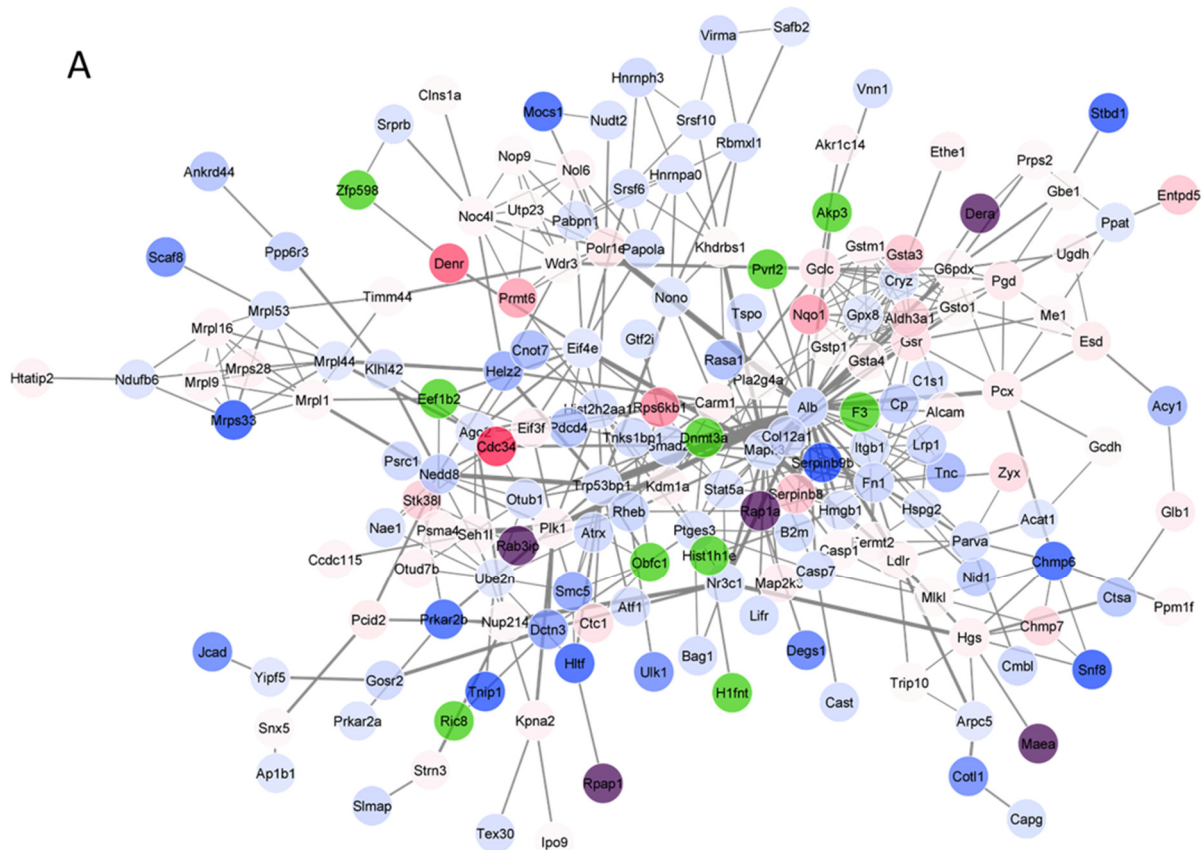 A
Virma
Safb2
Clns1a
Hnrnph3
Vnn1
Srprb
Mocs1
Nudt2
Srsf10
Rbmxl1
Akr1c14
Ethe1
Stbd1
Ankrd44
Nop9
Nol6
Hnrnpa0
Prps2
Gbe1
Zfp598
Srsf6
Entpd5
Utp23
Pabpn1
Akp3
Dera
Noc4l
Ppat
Ppp6r3
Polr1e
Papola
Khdrbs1
Gstm1
Gsta3
Ugdh
Scaf8
Denr
Wdr3
Pvrl2
Gclc
G6pdx
Cryz
Pgd
Timm44
Prmt6
Nono
Mrpl53
Tspo
Nqo1
Gpx8
Aldh3a1
Gsto1
Me1
Mrpl16
Gtf2i
Mrpl44
Cnot7
Eif4e
Rasa1
Gstp1
Gsta4
Gsr
Esd
Mrps28
Klhl42
Helz2
Pla2g4a
C1s1
Htatip2
Ndufb6
Mrpl9
Mrpl1
Eef1b2
Carm1
Alb
Cp
Pcx
Acy1
Mrps33
Hist2h2aa1
Rps6kb1
F3
Alcam
Ago2
Eif3f
Pdcd4
Tnks1bp1
Dnmt3a
Col12a1
Cdc34
Smad2
Itgb1
Lrp1
Gcdh
Psrc1
Nedd8
Trp53bp1
Serpinb9b
Tnc
Zyx
Kdm1a
Stat5a
Fn1
Stk38l
Otub1
Rheb
Rap1a
Serpinb8
Hmgb1
Hspg2
Acat1
Glb1
Nae1
Psma4
Seh1l
Plk1
Atrx
Ptges3
B2m
Parva
Rab3ip
Hist1h1e
Casp1
Ccdc115
Otud7b
Obfc1
Casp7
Ldlr
Chmp6
Ube2n
Nr3c1
Map2k3
Nid1
Smc5
Mlkl
Ctsa
Pcid2
Prkar2b
Nup214
Dctn3
Ctc1
Atf1
Lifr
Ppm1f
Chmp7
Hgs
Jcad
Yipf5
Gosr2
Hltf
Ulk1
Bag1
Degs1
Cmbl
Snf8
Trip10
Tnip1
H1fnt
Prkar2a
Cast
Ric8
Kpna2
Arpc5
Snx5
Maea
Strn3
Ap1b1
Rpap1
Cotl1
Slmap
Capg
Tex30
Ipo9